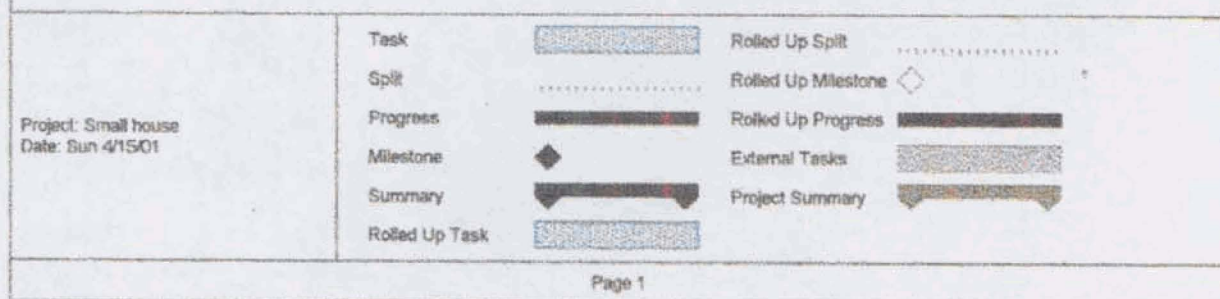 Project: Small house
Date: Sun 4/15/01
Task
Split
Progress
Milestone
Summary
Rolled Up Task
Rolled Up Split
Rolled Up Milestone
Rolled Up Progress
External Tasks
Project Summary
Page 1